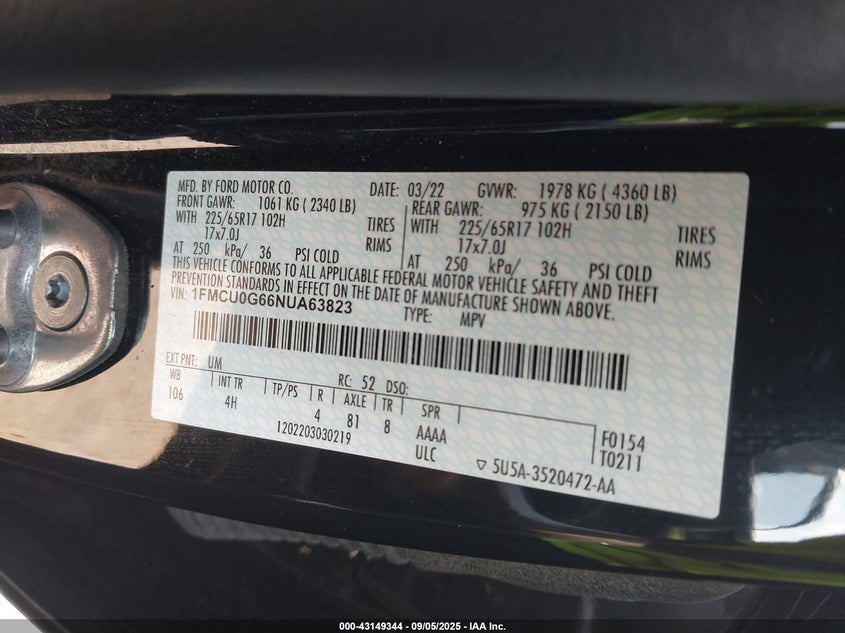 MFD. BY FORD MOTOR CO. DATE: 03/22 GVWR: 1978 KG ( 4360 LB)
FRONT GAWR: 1061 KG ( 2340 LB) REAR GAWR: 975 KG ( 2150 LB)
WITH 225/65R17 102H TIRES WITH 225/65R17 102H TIRES
17x7.0J RIMS 17x7.0J RIMS
AT 250 kPa/ 36 PSI COLD AT 250 kPa/ 36 PSI COLD
THIS VEHICLE CONFORMS TO ALL APPLICABLE FEDERAL MOTOR VEHICLE SAFETY AND THEFT
PREVENTION STANDARDS IN EFFECT ON THE DATE OF MANUFACTURE SHOWN ABOVE.
VIN: 1FMCU0G66NUA63823 TYPE: MPV
EXT PNT: UM RC: 52 DSO:
WB INT TR TP/PS R AXLE TR SPR
106 4H 4 81 8 AAAA F0154
1202203030219 ULC T0211
▽ 5U5A-3520472-AA
000-43149344 - 09/05/2025 - IAA Inc.